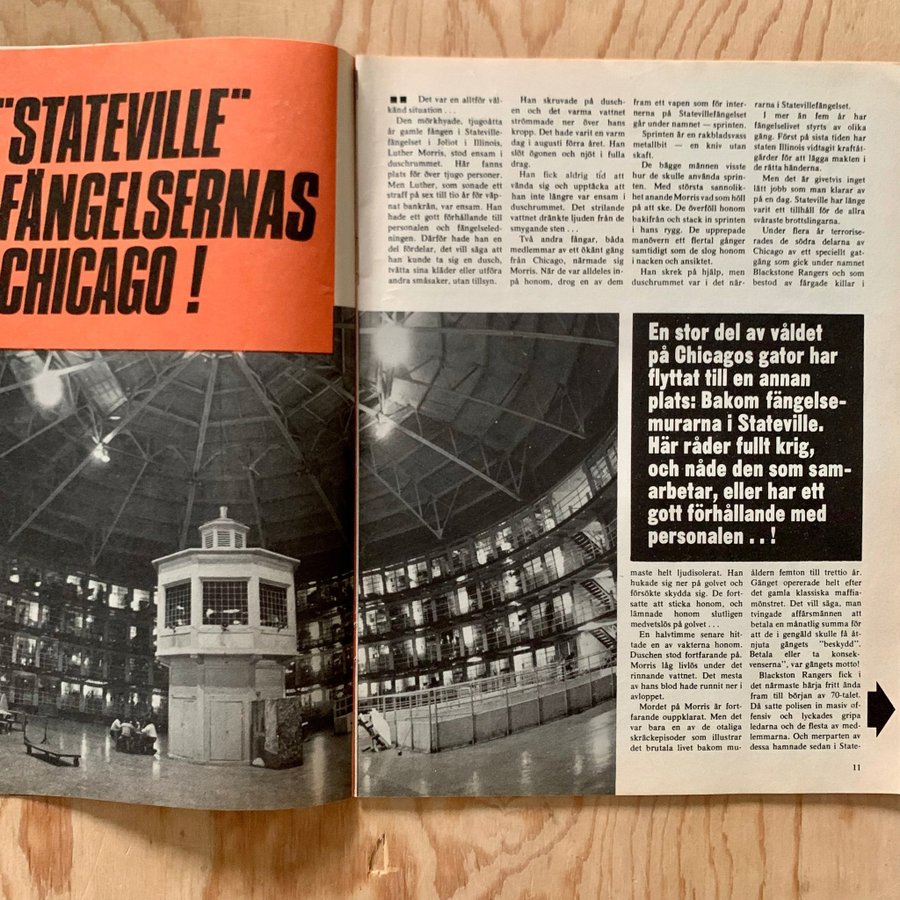 "STATEVILLE"
FÄNGELSERNAS
CHICAGO !
■■ Det var en alltför väl-
känd situation . . .
Den mörkhyade, tjugoåtta
år gamle fången i Stateville-
fängelset i Joliot i Illinois,
Luther Morris, stod ensam i
duschrummet. Här fanns
plats för över tjugo personer.
Men Luther, som sonade ett
straff på sex till tio år för väp-
nat bankrån, var ensam. Han
hade ett gott förhållande till
personalen och fängelseled-
ningen. Därför hade han en
del fördelar, det vill säga att
han kunde ta sig en dusch,
tvätta sina kläder eller utföra
andra småsaker, utan tillsyn.
Han skruvade på dusch-
en och det varma vattnet
strömmade ner över hans
kropp. Det hade varit en varm
dag i augusti förra året. Han
slöt ögonen och njöt i fulla
drag.
Han fick aldrig tid att
vända sig och upptäcka att
han inte längre var ensam i
duschrummet. Det strilande
vattnet dränkte ljuden från de
smygande sten . . .
Två andra fångar, båda
medlemmar av ett ökänt gäng
från Chicago, närmade sig
Morris. När de var alldeles in-
på honom, drog en av dem
fram ett vapen som för inter-
nerna på Statevillefängelset
går under namnet — sprinten.
Sprinten är en rakbladsvass
metallbit — en kniv utan
skaft.
De bägge männen visste
hur de skulle använda sprin-
ten. Med största sannolik-
het anande Morris vad som höll
på att ske. De överföll honom
bakifrån och stack in sprinten
i hans rygg. De upprepade
manövern ett flertal gånger
samtidigt som de slog honom
i nacken och ansiktet.
Han skrek på hjälp, men
duschrummet var i det när-
rarna i Statevillefängelset.
I mer än fem år har
fängelselivet styrts av olika
gäng. Först på sista tiden har
staten Illinois vidtagit kraftåt-
gärder för att lägga makten i
de rätta händerna.
Men det är givetvis inget
lätt jobb som man klarar av
på en dag. Stateville har länge
varit ett tillhåll för de allra
svåraste brottslingarna.
Under flera år terrorise-
rades de södra delarna av
Chicago av ett speciellt gat-
gäng som gick under namnet
Blackstone Rangers och som
bestod av färgade killar i
En stor del av våldet
på Chicagos gator har
flyttat till en annan
plats: Bakom fängelse-
murarna i Stateville.
Här råder fullt krig,
och nåde den som sam-
arbetar, eller har ett
gott förhållande med
personalen . . !
maste helt ljudisolerat. Han
hukade sig ner på golvet och
försökte skydda sig. De fort-
satte att sticka honom, och
lämnade honom slutligen
medvetslös på golvet . . .
En halvtimme senare hit-
tade en av vakterna honom.
Duschen stod fortfarande på.
Morris låg livlös under det
rinnande vattnet. Det mesta
av hans blod hade runnit ner i
avloppet.
Mordet på Morris är fort-
farande ouppklarat. Men det
var bara en av de otaliga
skräckepisoder som illustrar
det brutala livet bakom mu-
åldern femton till trettio år.
Gänget opererade helt efter
det gamla klassiska maffia-
mönstret. Det vill säga, man
tvingade affärsmännen att
betala en månatlig summa för
att de i gengäld skulle få åt-
njuta gängets "beskydd".
Betala eller ta konsek-
venserna", var gängets motto!
Blackston Rangers fick i
det närmaste härja fritt ända
fram till början av 70-talet.
Då satte polisen in masiv of-
fensiv och lyckades gripa
ledarna och de flesta av med-
lemmarna. Och merparten av
dessa hamnade sedan i State-
11